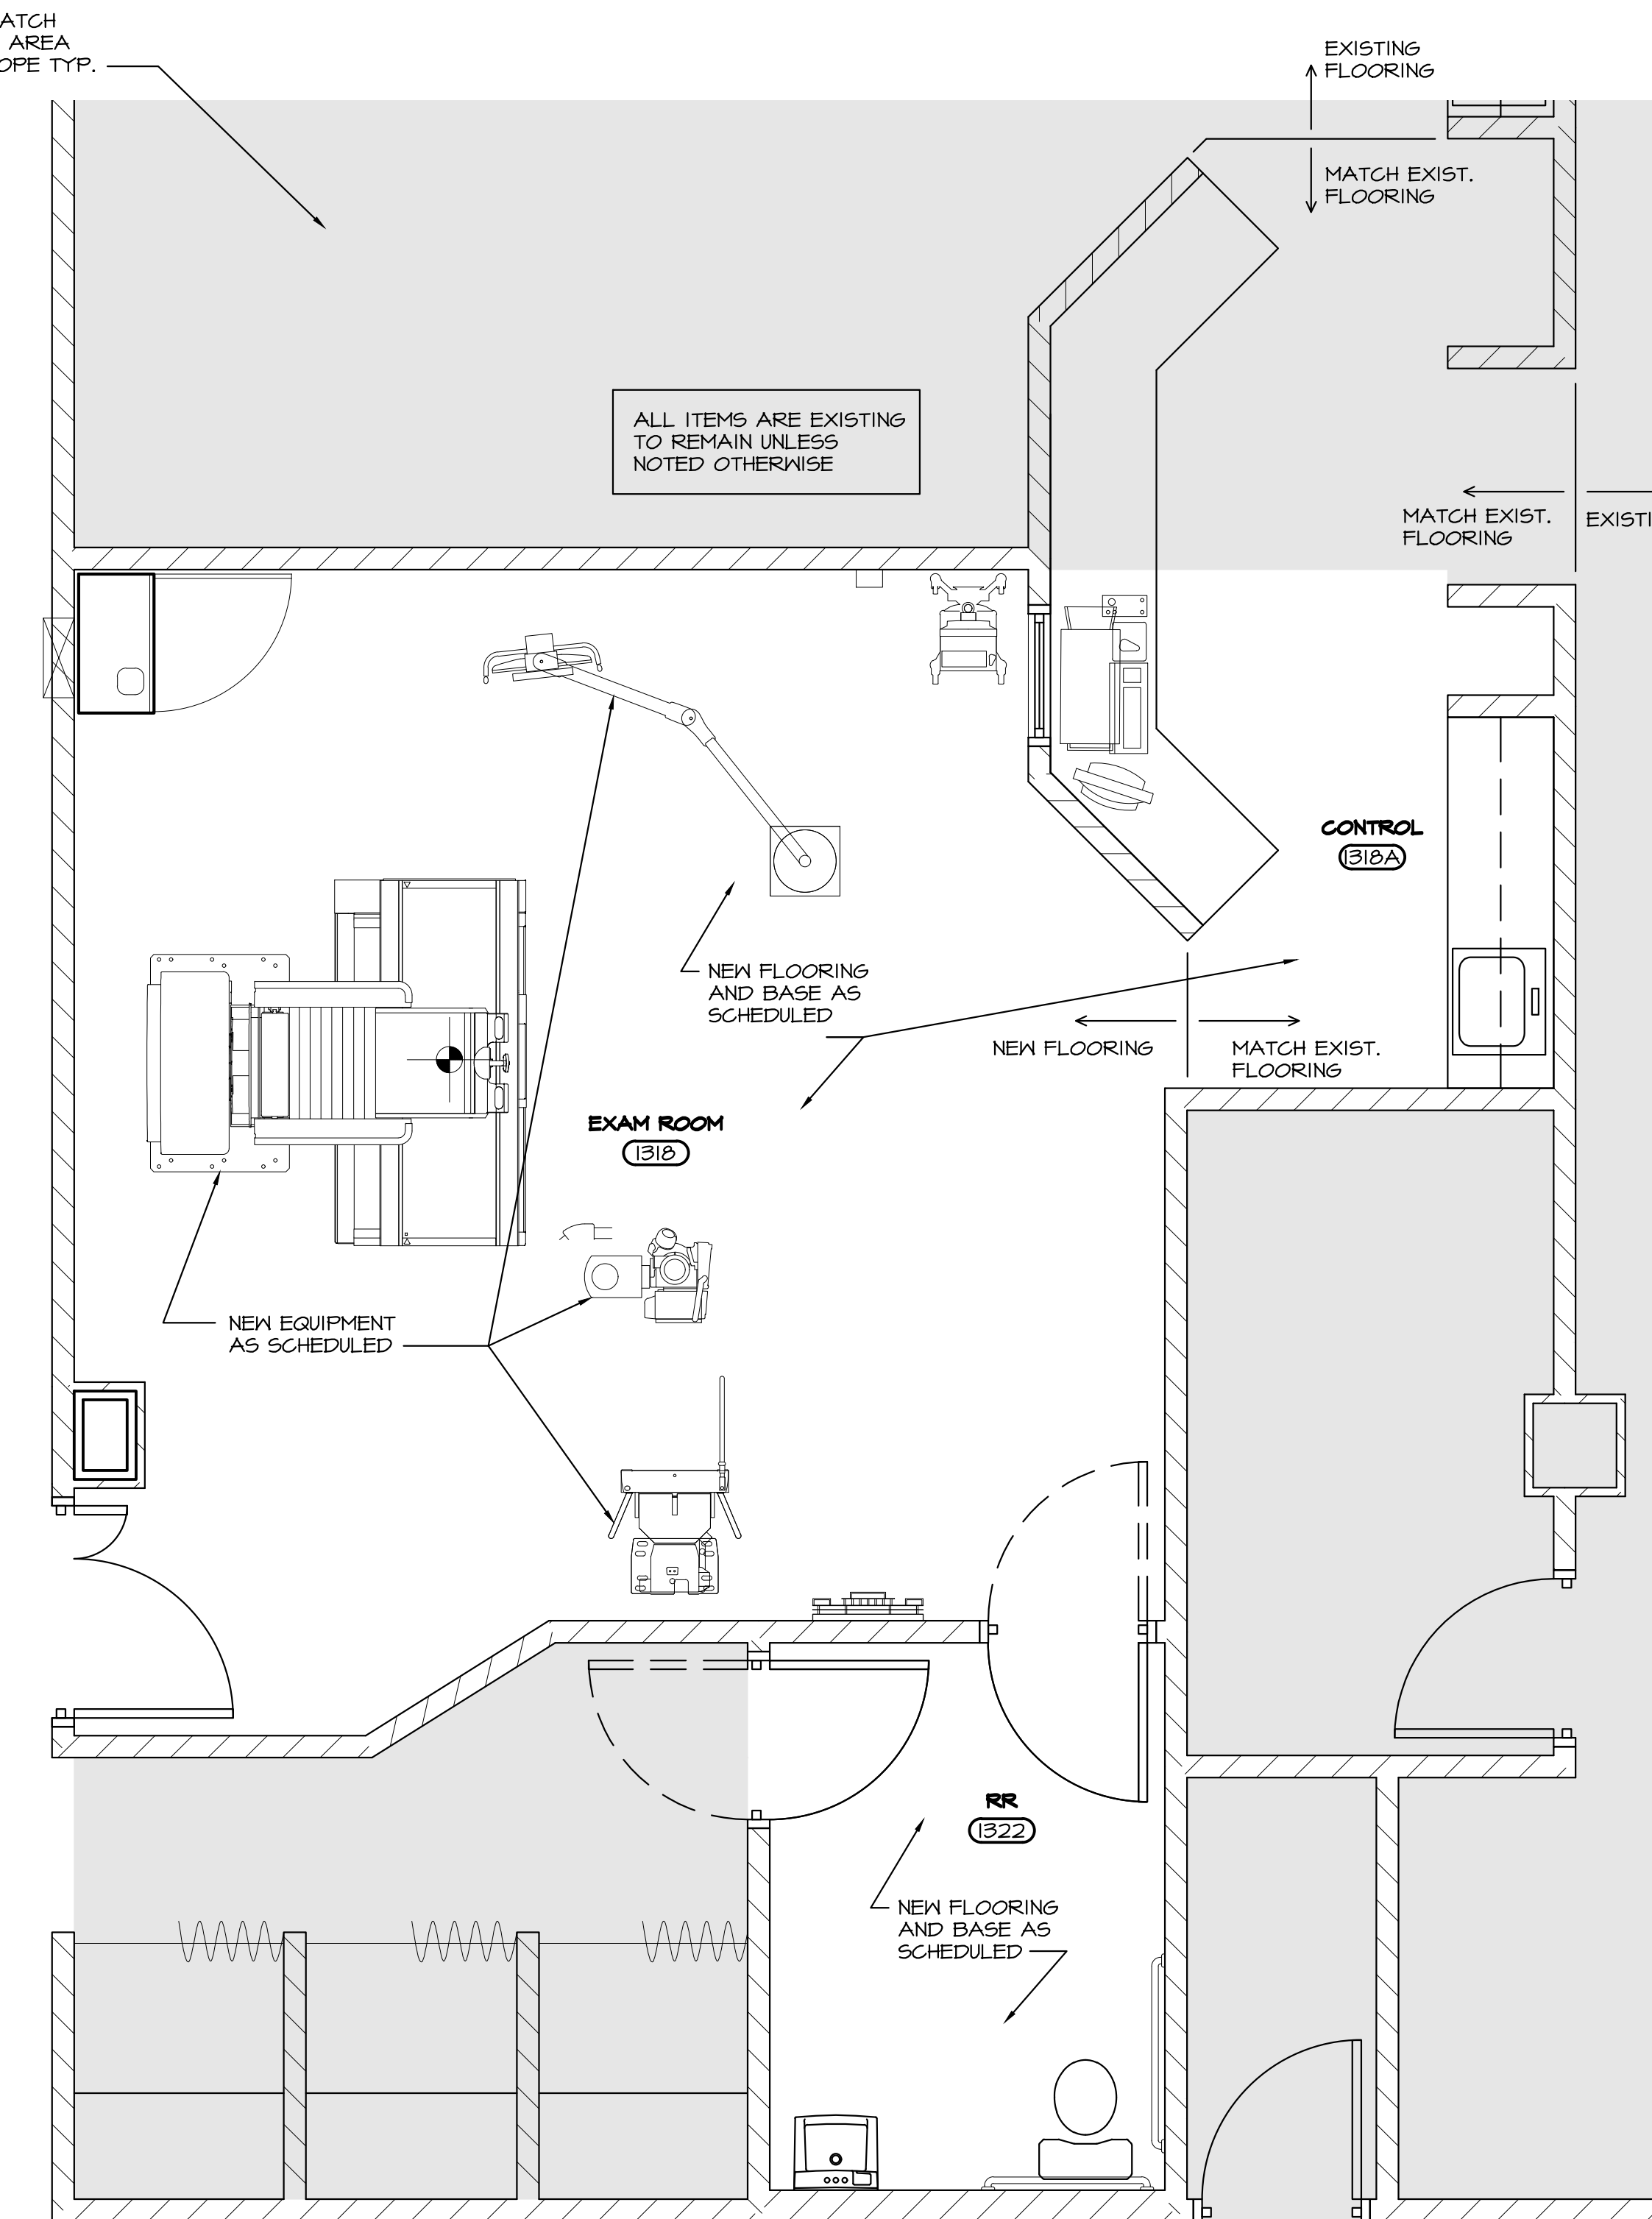 ATCH
AREA
OPE TYP.
EXISTING
FLOORING
MATCH EXIST.
FLOORING
ALL ITEMS ARE EXISTING
TO REMAIN UNLESS
NOTED OTHERWISE
MATCH EXIST.
FLOORING
EXISTI
CONTROL
1318A
NEW FLOORING
AND BASE AS
SCHEDULED
NEW FLOORING
MATCH EXIST.
FLOORING
EXAM ROOM
1318
NEW EQUIPMENT
AS SCHEDULED
RR
1322
NEW FLOORING
AND BASE AS
SCHEDULED